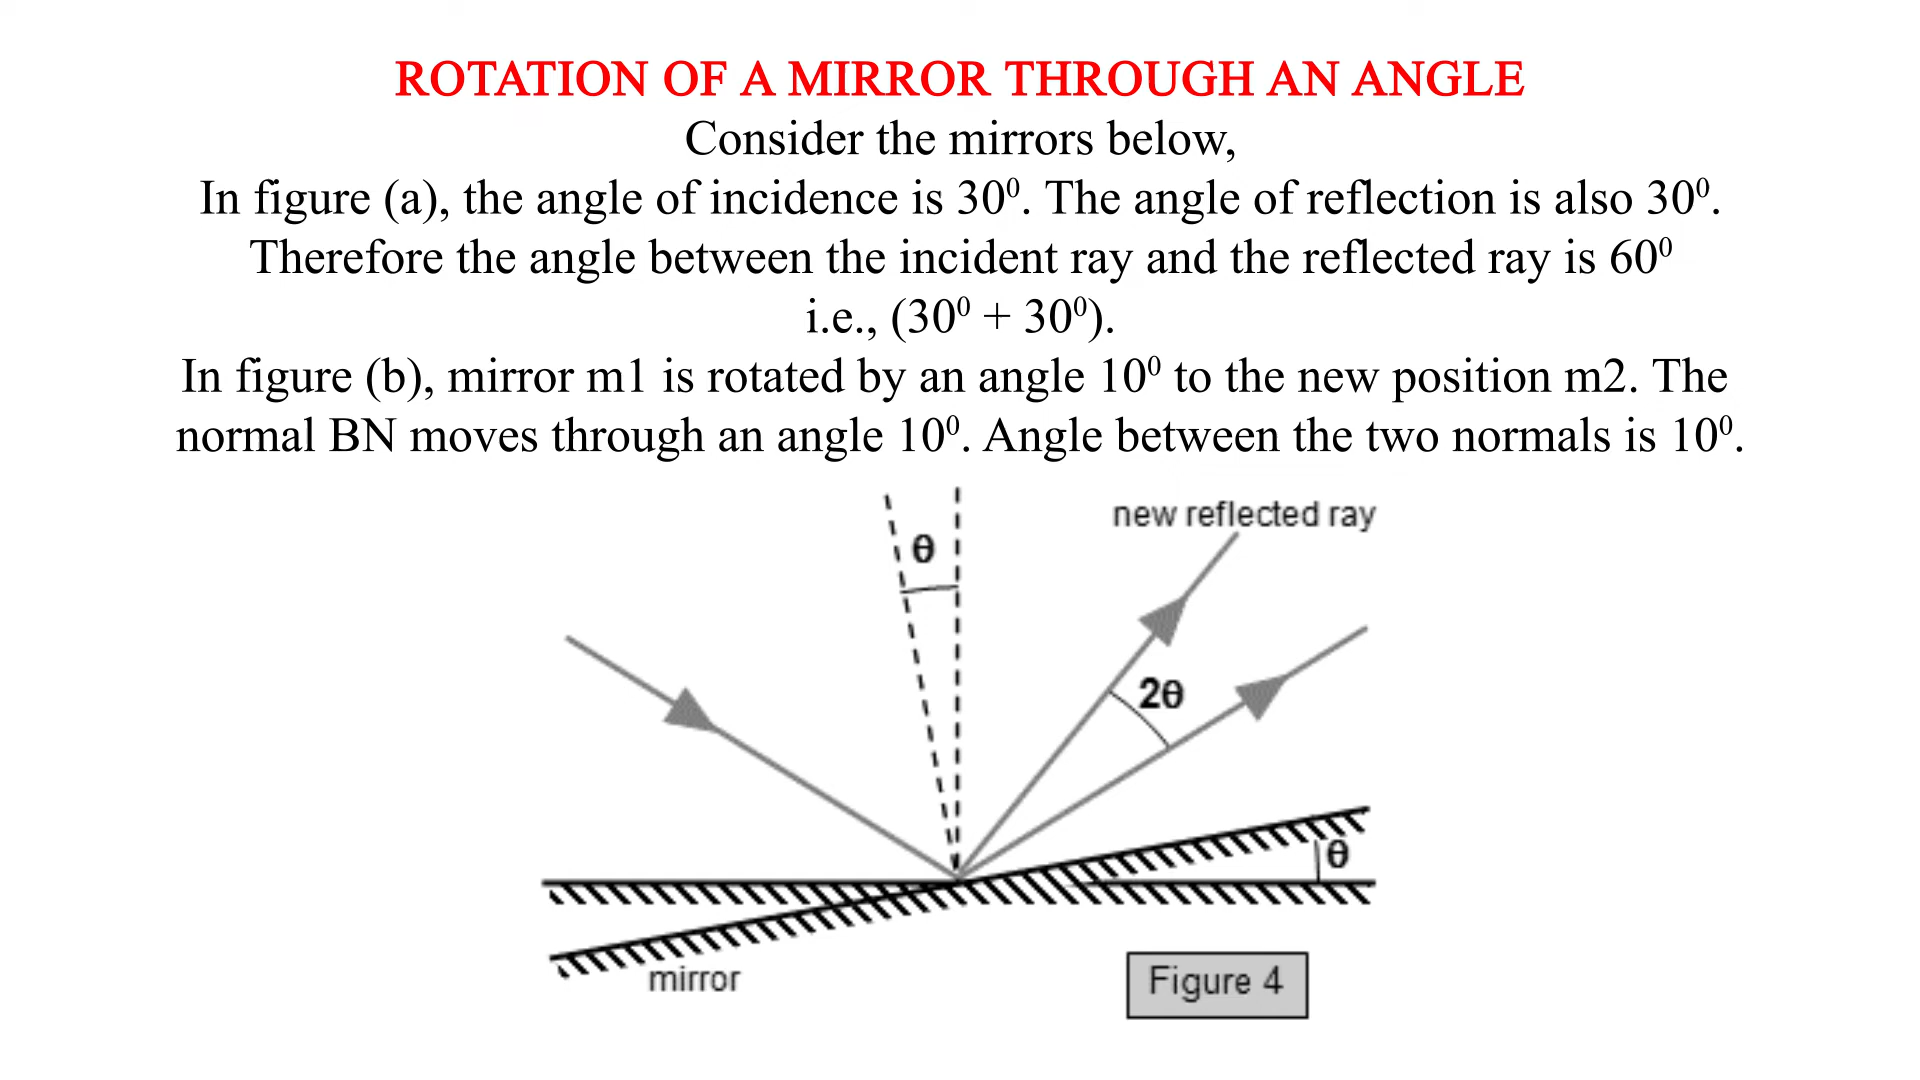 ROTATION OF A MIRROR THROUGH AN ANGLE
Consider the mirrors below,
In figure (a), the angle of incidence is 30⁰. The angle of reflection is also 30⁰.
Therefore the angle between the incident ray and the reflected ray is 60⁰
i.e., (30⁰ + 30⁰).
In figure (b), mirror m1 is rotated by an angle 10⁰ to the new position m2. The
normal BN moves through an angle 10⁰. Angle between the two normals is 10⁰.
new reflected ray
θ
2θ
θ
mirror
Figure 4